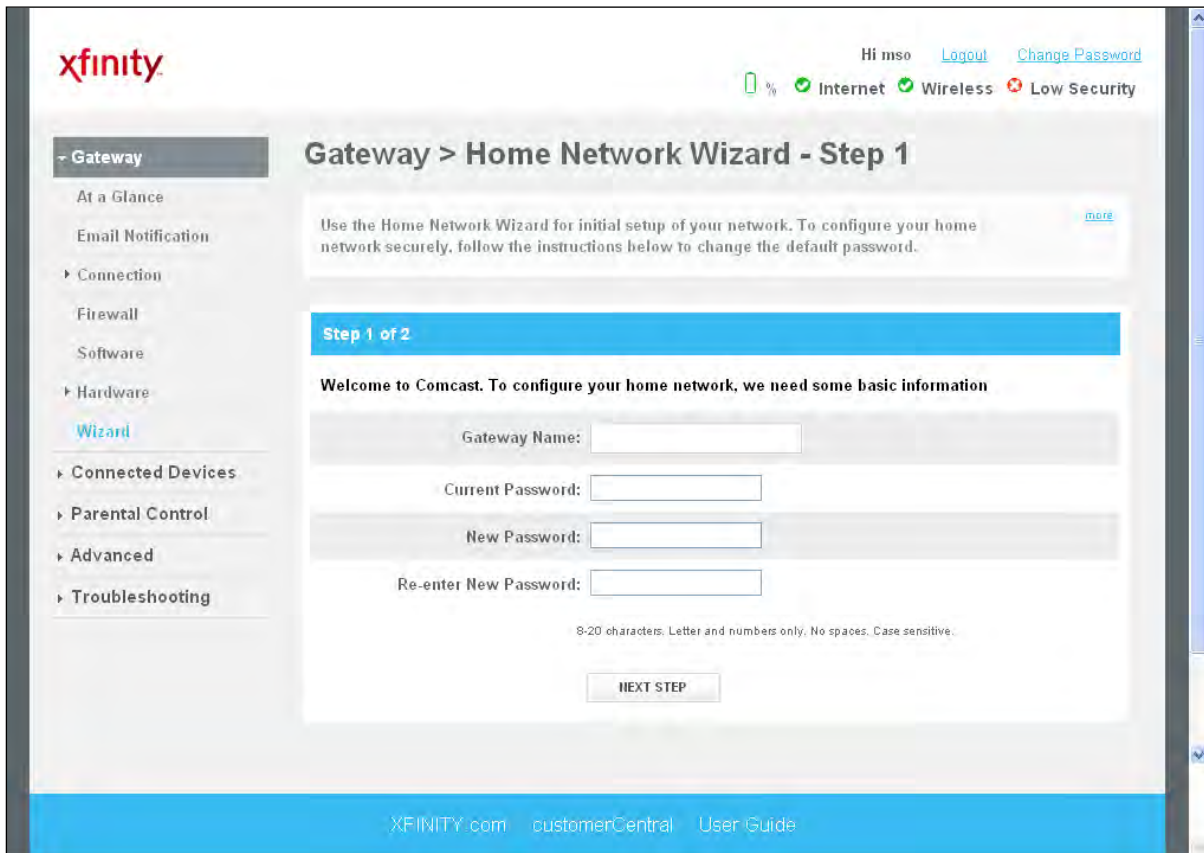 xfinity
Hi mso Logout Change Password
% Internet Wireless Low Security
Gateway
At a Glance
Email Notification
Connection
Firewall
Software
Hardware
Wizard
Connected Devices
Parental Control
Advanced
Troubleshooting
Gateway > Home Network Wizard - Step 1
Use the Home Network Wizard for initial setup of your network. To configure your home
network securely, follow the instructions below to change the default password.
more
Step 1 of 2
Welcome to Comcast. To configure your home network, we need some basic information
Gateway Name:
Current Password:
New Password:
Re-enter New Password:
8-20 characters. Letter and numbers only. No spaces. Case sensitive.
NEXT STEP
XFINITY.com customerCentral User Guide